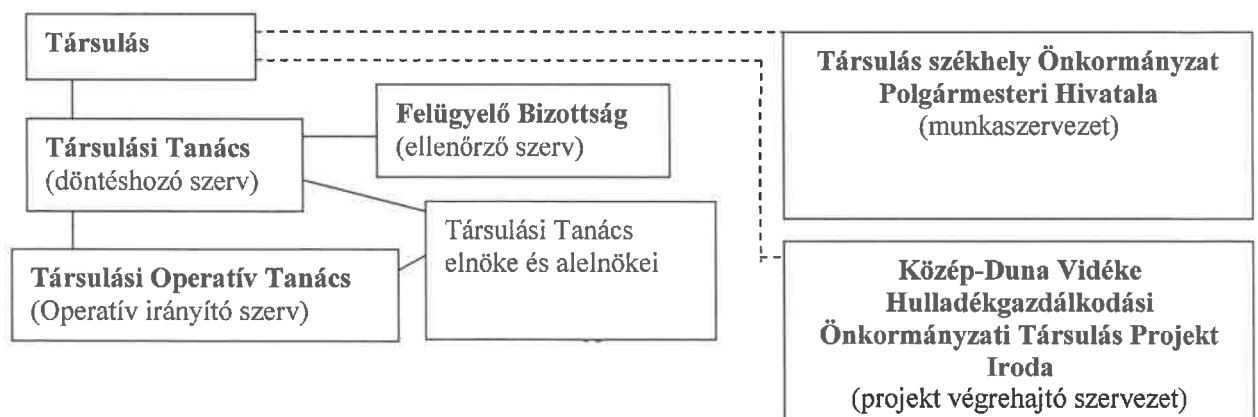 Társulás
Társulási Tanács
(döntéshozó szerv)
Felügyelő Bizottság
(ellenőrző szerv)
Társulási Tanács
elnöke és alelnökei
Társulási Operatív Tanács
(Operatív irányító szerv)
Társulás székhely Önkormányzat
Polgármesteri Hivatala
(munkaszervezet)
Közép-Duna Vidéke
Hulladékgazdálkodási
Önkormányzati Társulás Projekt
Iroda
(projekt végrehajtó szervezet)